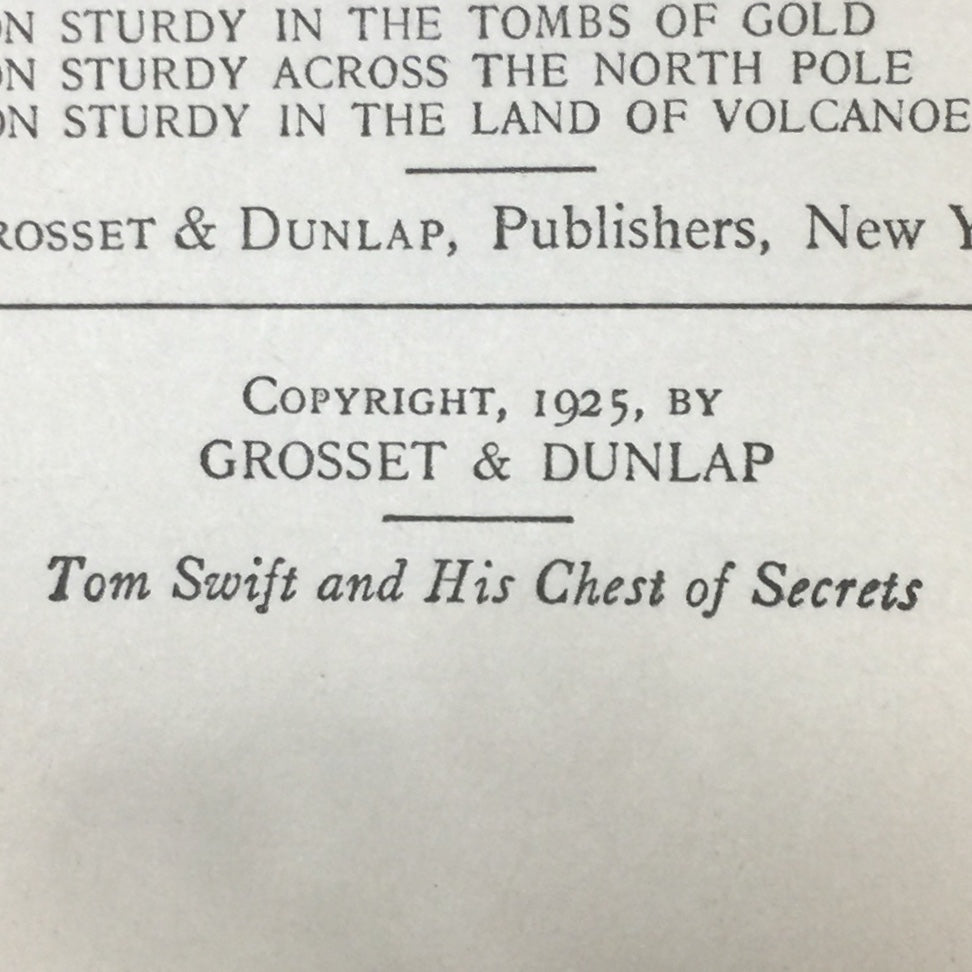 ON STURDY IN THE TOMBS OF GOLD
ON STURDY ACROSS THE NORTH POLE
ON STURDY IN THE LAND OF VOLCANOE
ROSSET & DUNLAP, Publishers, New Y
COPYRIGHT, 1925, BY
GROSSET & DUNLAP
Tom Swift and His Chest of Secrets